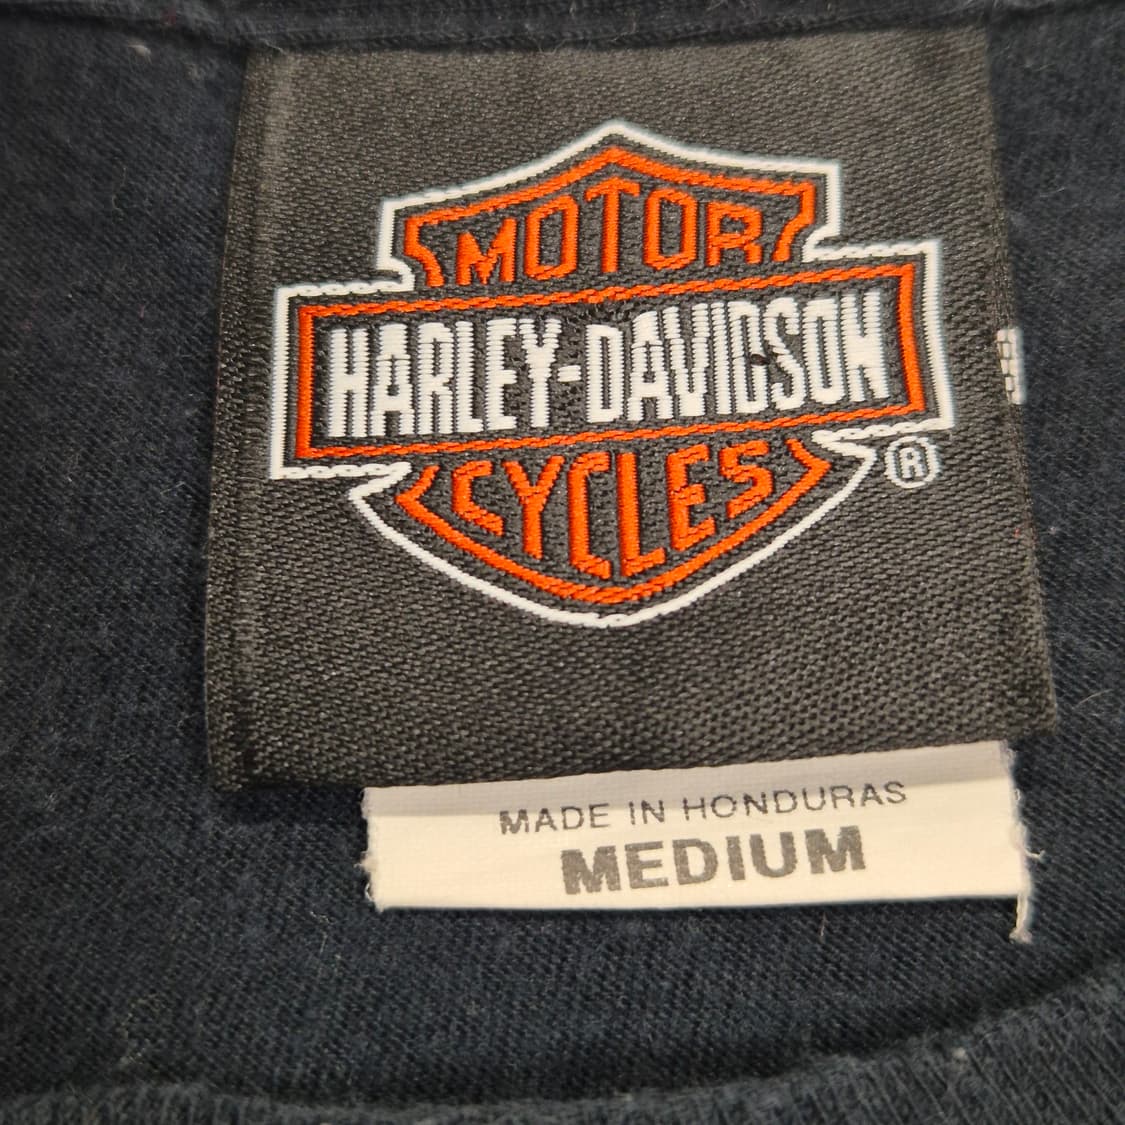 MOTOR
HARLEY-DAVIDSON
CYCLES
®
MADE IN HONDURAS
MEDIUM